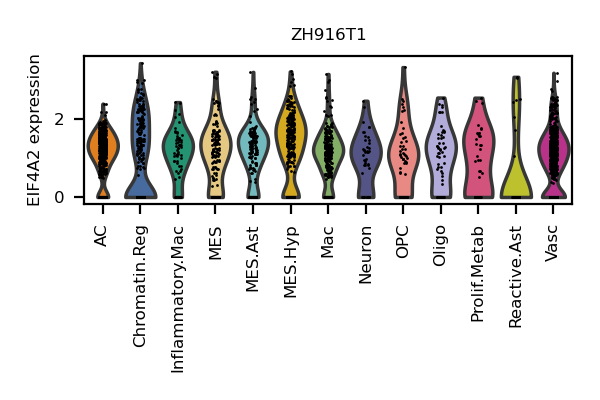 ZH916T1
EIF4A2 expression
2
0
AC
Chromatin.Reg
Inflammatory.Mac
MES
MES.Ast
MES.Hyp
Mac
Neuron
OPC
Oligo
Prolif.Metab
Reactive.Ast
Vasc